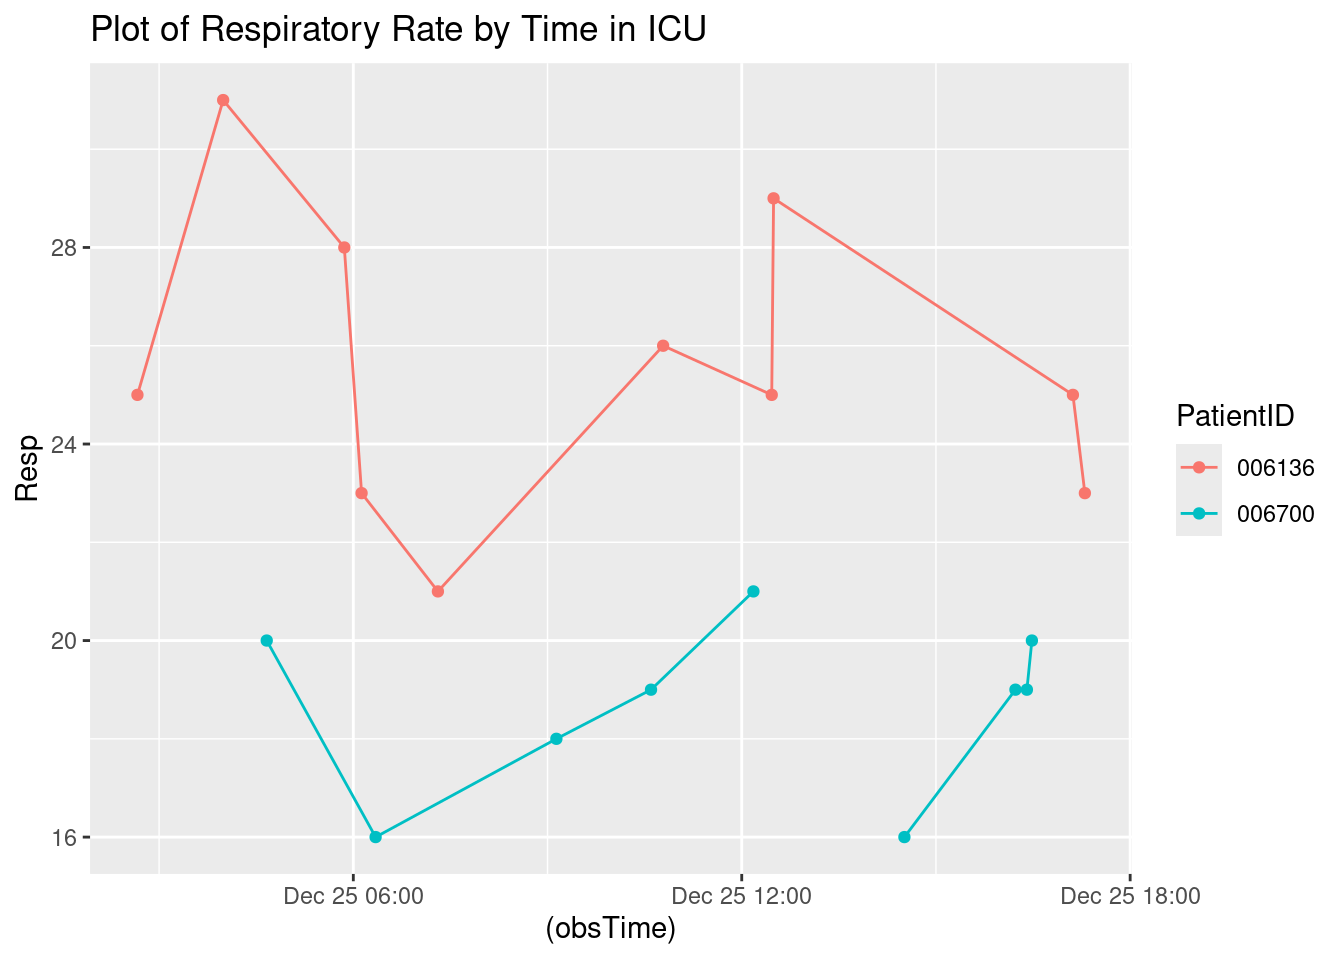 Plot of Respiratory Rate by Time in ICU
Resp
28
24
20
16
Dec 25 06:00
Dec 25 12:00
Dec 25 18:00
(obsTime)
PatientID
006136
006700